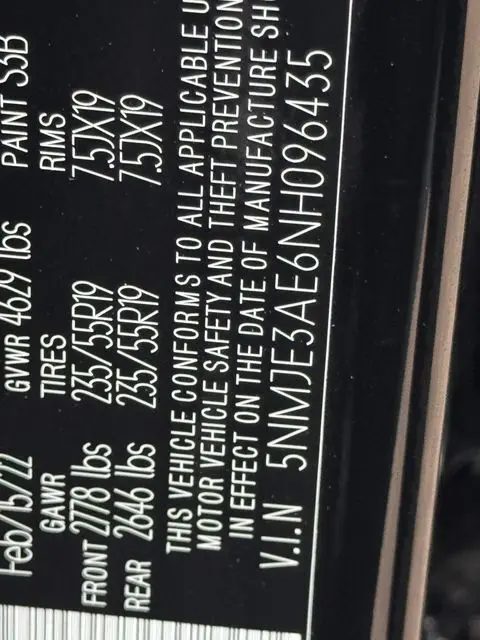 Feb/15/22 GVWR 4629 lbs PAINT S3B
GAWR TIRES RIMS
FRONT 2778 lbs 235/55R19 7.5JX19
REAR 2646 lbs 235/55R19 7.5JX19
THIS VEHICLE CONFORMS TO ALL APPLICABLE U
MOTOR VEHICLE SAFETY AND THEFT PREVENTION
IN EFFECT ON THE DATE OF MANUFACTURE SHO
V.I.N 5NMJE3AE6NH096435